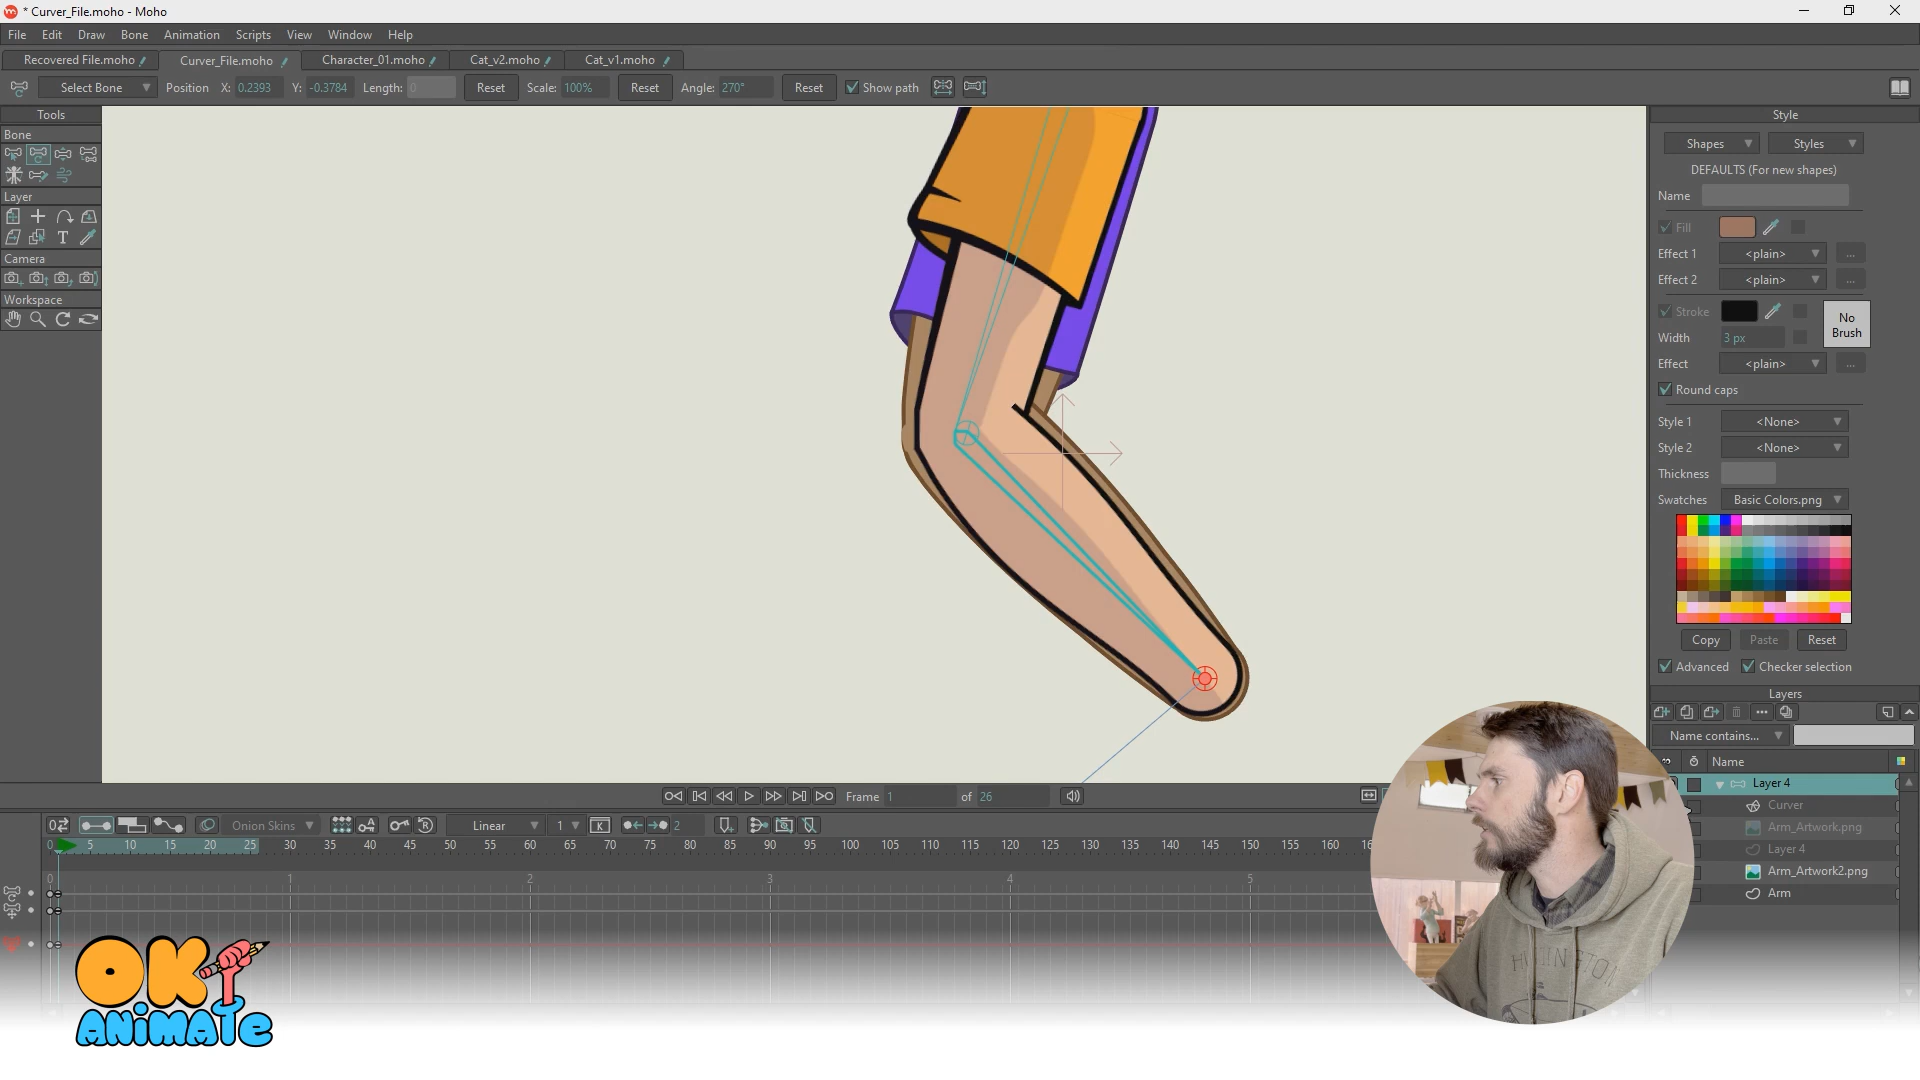 * Curver_File.moho - Moho
File Edit Draw Bone Animation Scripts View Window Help
Recovered File.moho Curver_File.moho Character_01.moho Cat_v2.moho Cat_v1.moho
Select Bone Position X: 0.2393 Y: -0.3784 Length: 0 Reset Scale: 100% Reset Angle: 270° Reset Show path
Tools
Bone
Layer
T
Camera
Workspace
Style
Shapes Styles
DEFAULTS (For new shapes)
Name
Fill
Effect 1 <plain> ...
Effect 2 <plain> ...
Stroke
No Brush
Width 3 px
Effect <plain> ...
Round caps
Style 1 <None>
Style 2 <None>
Thickness
Swatches Basic Colors.png
Copy Paste Reset
Advanced Checker selection
Layers
Name contains...
Name
Layer 4
Curver
Arm_Artwork.png
Layer 4
Arm_Artwork2.png
Arm
Frame 1 of 26
Onion Skins Linear 1 K 2
0 5 10 15 20 25 30 35 40 45 50 55 60 65 70 75 80 85 90 95 100 105 110 115 120 125 130 135 140 145 150 155 160
0 1 2 3 4 5
OK
ANIMATE